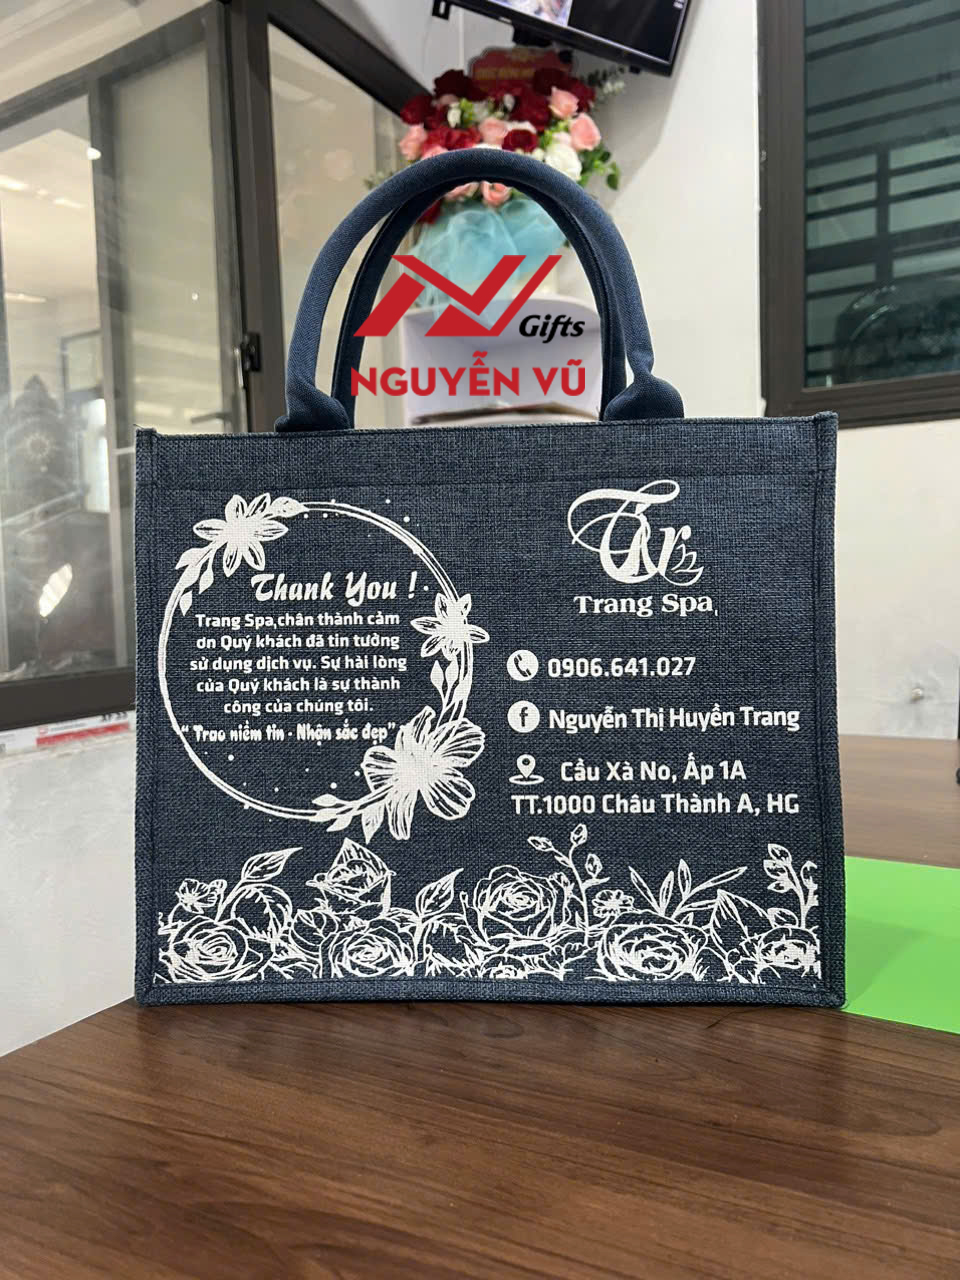 Gifts
NGUYỄN VŨ
Thank You !
Trang Spa chân thành cảm
ơn Quý khách đã tin tưởng
sử dụng dịch vụ. Sự hài lòng
của Quý khách là sự thành
công của chúng tôi.
“ Trao niềm tin - Nhận sắc đẹp”
Tr
Trang Spa
0906.641.027
f Nguyễn Thị Huyền Trang
Cầu Xà No, Ấp 1A
TT.1000 Châu Thành A, HG